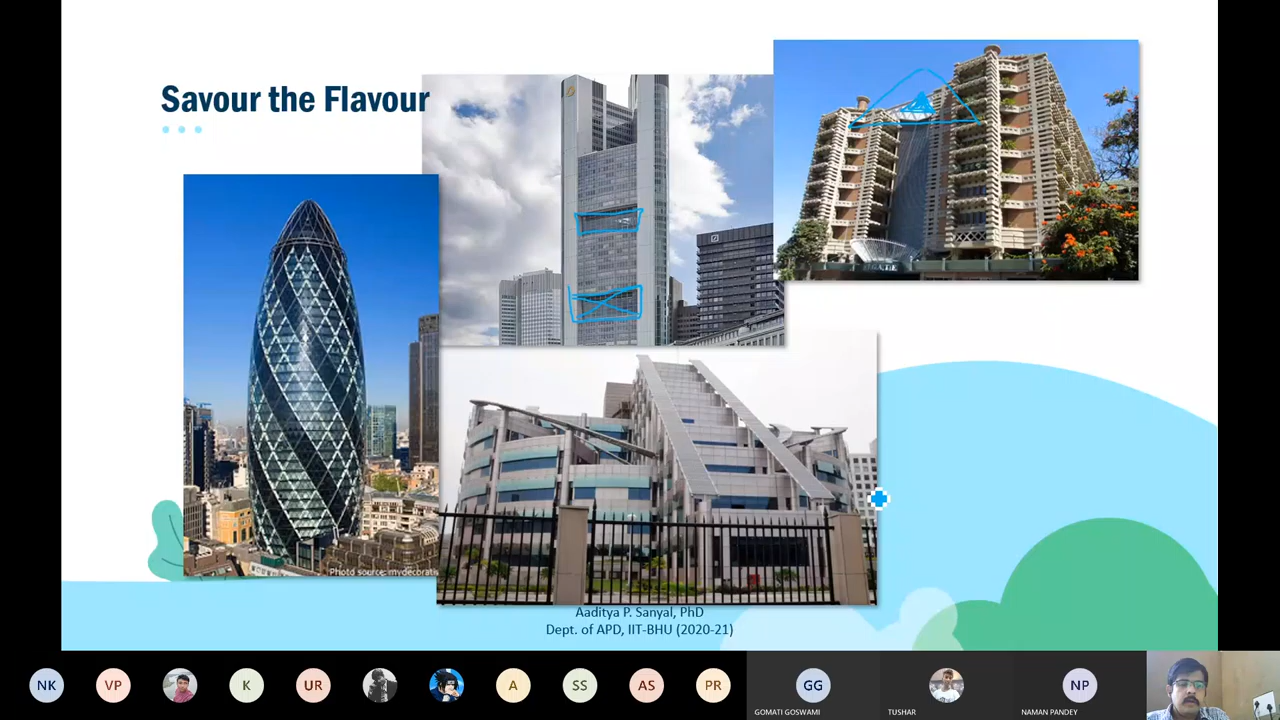 Savour the Flavour
Photo source: mydecorati
Aaditya P. Sanyal, PhD
Dept. of APD, IIT-BHU (2020-21)
NK
VP
K
UR
A
SS
AS
PR
GG
NP
GOMATI GOSWAMI
TUSHAR
NAMAN PANDEY